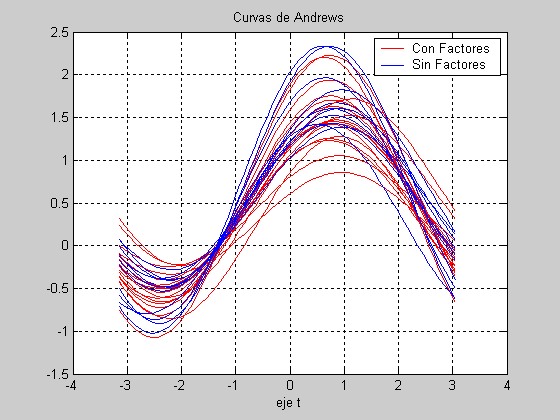 Curvas de Andrews
Con Factores
Sin Factores
2.5
2
1.5
1
0.5
0
-0.5
-1
-1.5
-4 -3 -2 -1 0 1 2 3 4
eje t